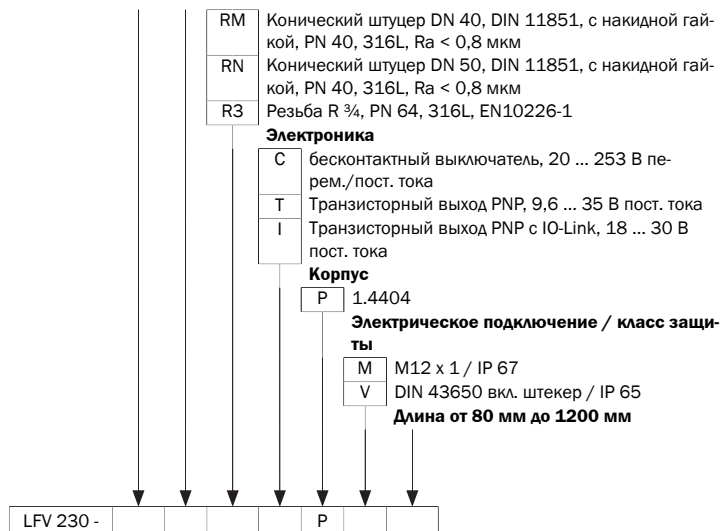 RM Конический штуцер DN 40, DIN 11851, с накидной гай-
кой, PN 40, 316L, Ra < 0,8 мкм
RN Конический штуцер DN 50, DIN 11851, с накидной гай-
кой, PN 40, 316L, Ra < 0,8 мкм
R3 Резьба R ¾, PN 64, 316L, EN10226-1
Электроника
C бесконтактный выключатель, 20 ... 253 В пе-
рем./пост. тока
T Транзисторный выход PNP, 9,6 ... 35 В пост. тока
I Транзисторный выход PNP с IO-Link, 18 ... 30 В
пост. тока
Корпус
P 1.4404
Электрическое подключение / класс защи-
ты
M M12 x 1 / IP 67
V DIN 43650 вкл. штекер / IP 65
Длина от 80 мм до 1200 мм
LFV 230 - P